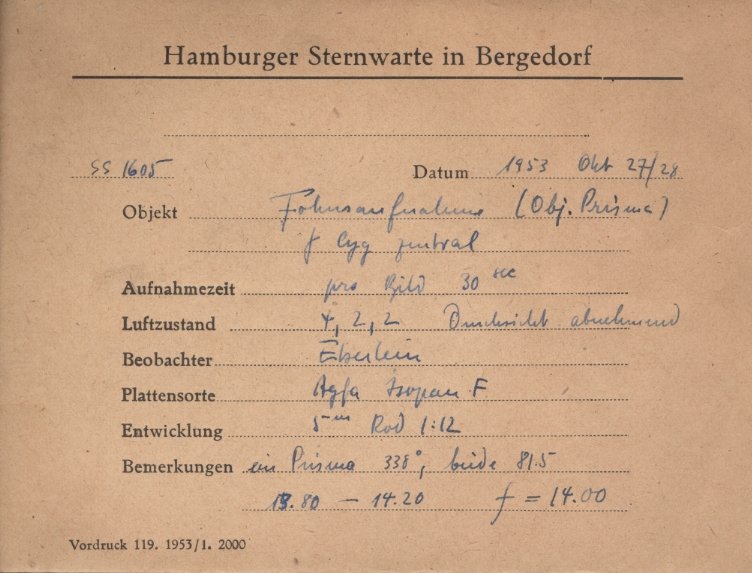 Hamburger Sternwarte in Bergedorf
SS 1605 Datum 1953 Okt 27/28
Objekt Fokusaufnahme (Obj. Prisma)
γ Cyg zentral
Aufnahmezeit pro Bild 30 sec
Luftzustand 4, 2, 2 Durchsicht abnehmend
Beobachter Eberlein
Plattensorte Agfa Isopan F
Entwicklung 5 m Rod 1:12
Bemerkungen ein Prisma 338°, beide 81.5
13.80 — 14.20 f = 14.00
Vordruck 119. 1953/1. 2000